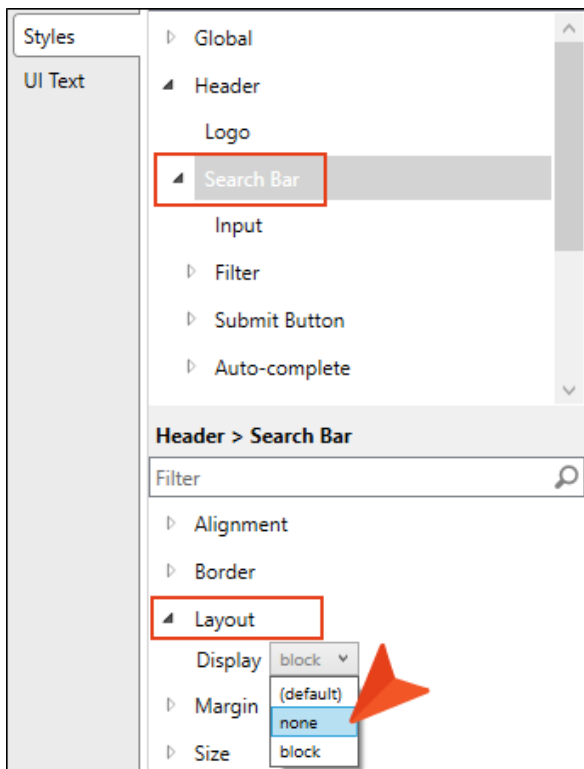 Styles
UI Text
Global
Header
Logo
Search Bar
Input
Filter
Submit Button
Auto-complete
Header > Search Bar
Filter
Alignment
Border
Layout
Display block
(default)
Margin
none
Size
block